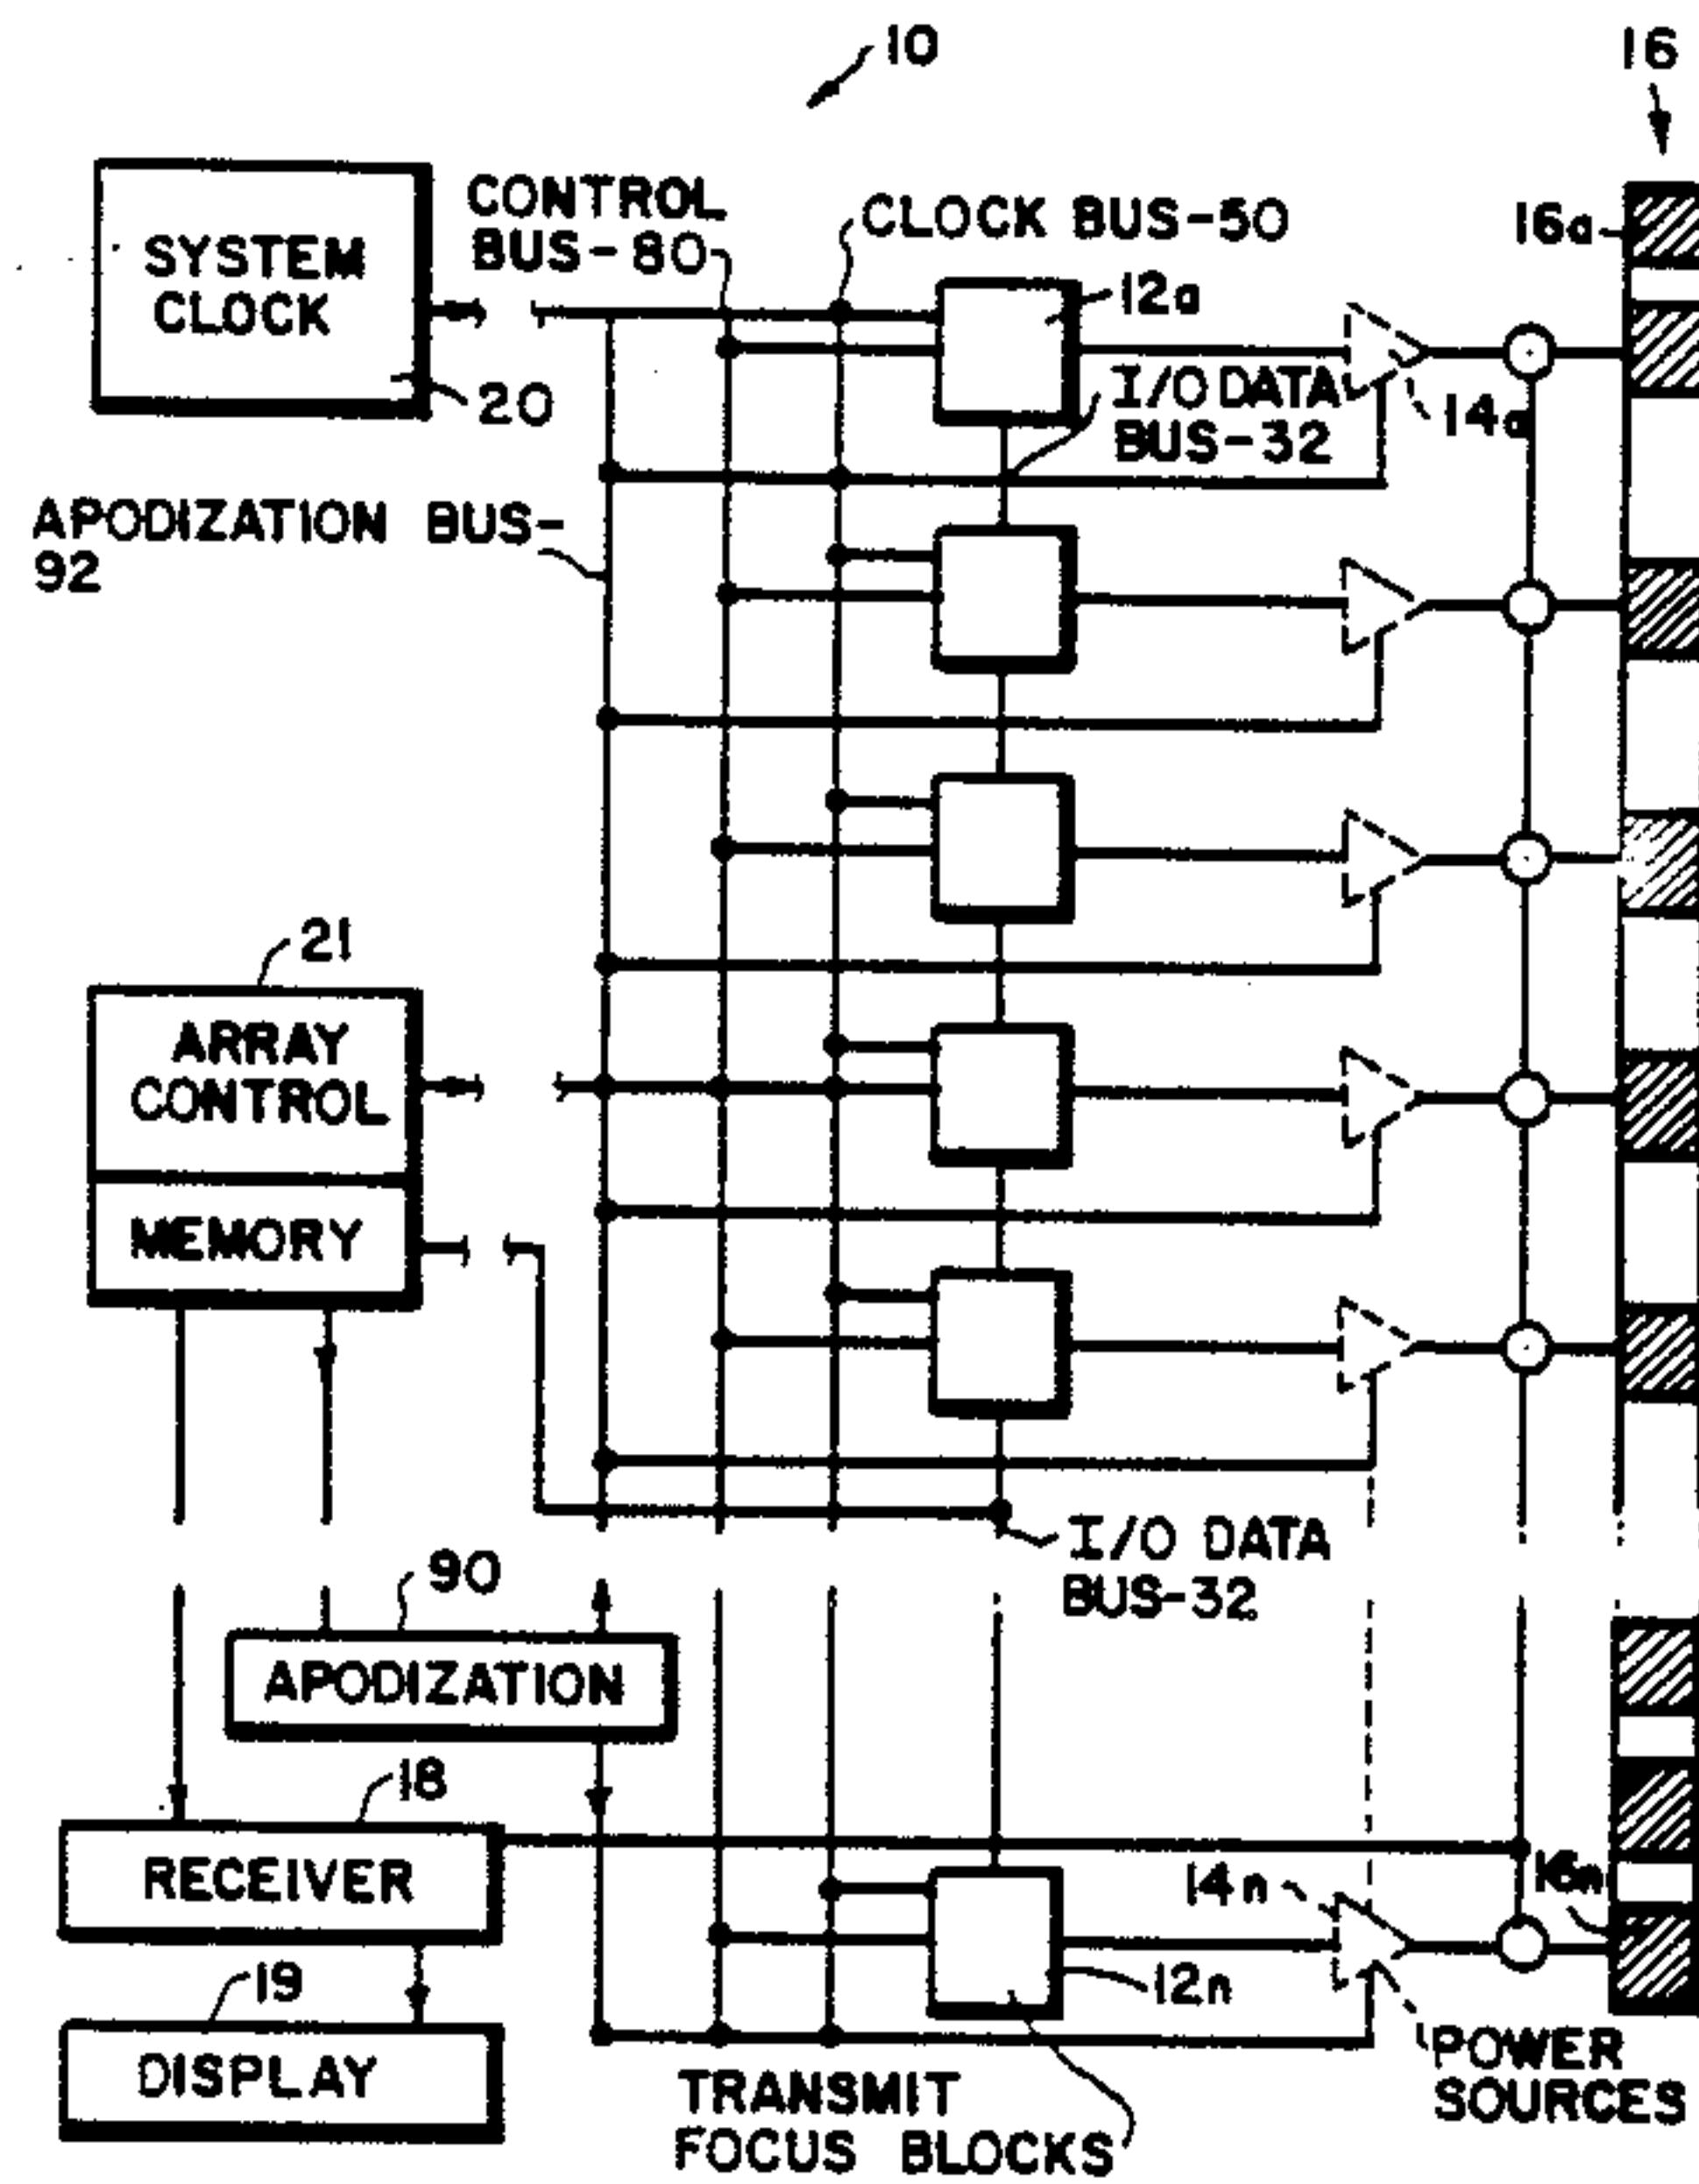 10
16
SYSTEM
CLOCK
20
CONTROL
BUS-80
CLOCK BUS-50
12a
16a
I/O DATA
BUS-32
14a
APODIZATION BUS-
92
21
ARRAY
CONTROL
MEMORY
I/O DATA
BUS-32
90
APODIZATION
18
RECEIVER
14n
16n
12n
19
DISPLAY
POWER
SOURCES
TRANSMIT
FOCUS BLOCKS